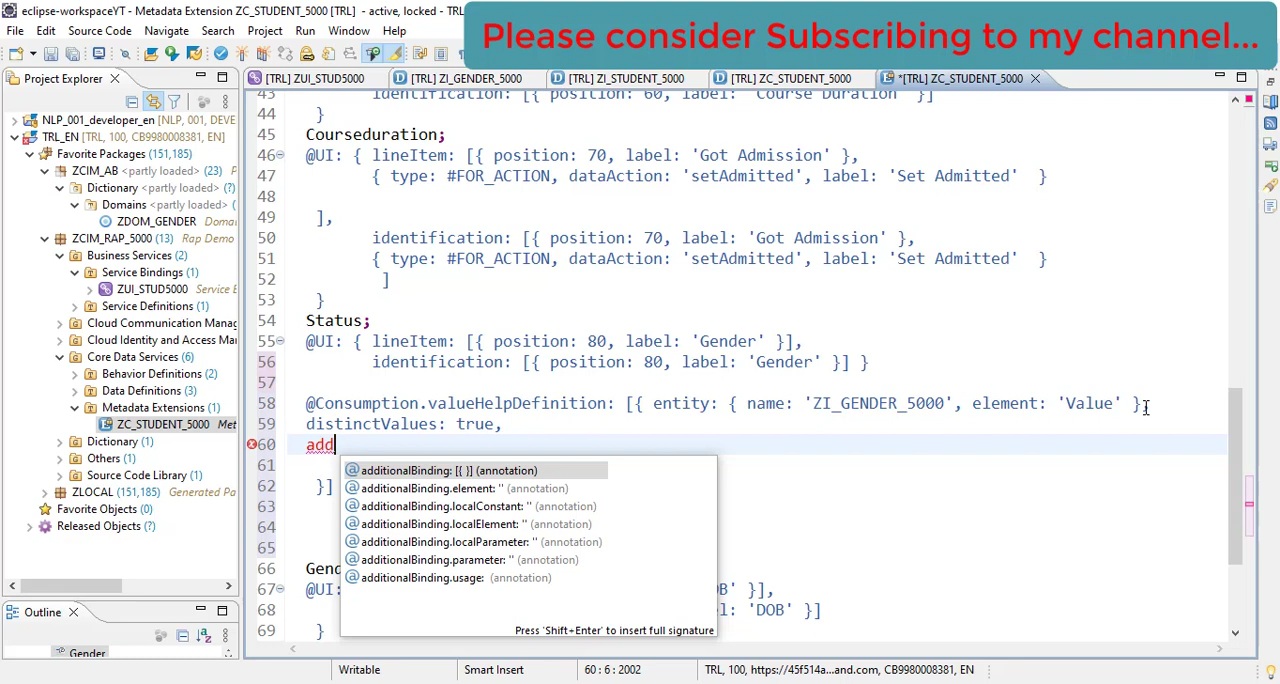 eclipse-workspaceYT - Metadata Extension ZC_STUDENT_5000 [TRL] - active, locked - [TRL
Please consider Subscribing to my channel...
File Edit Source Code Navigate Search Project Run Window Help
Project Explorer
[TRL] ZUI_STUD5000 [TRL] ZI_GENDER_5000 [TRL] ZI_STUDENT_5000 [TRL] ZC_STUDENT_5000 *[TRL] ZC_STUDENT_5000
NLP_001_developer_en [NLP, 001, DEVE
TRL_EN [TRL, 100, CB9980008381, EN]
Favorite Packages (151,185)
ZCIM_AB <partly loaded> (23)
Dictionary <partly loaded> (?)
Domains <partly loaded>
ZDOM_GENDER Doma
ZCIM_RAP_5000 (13) Rap Demo
Business Services (2)
Service Bindings (1)
ZUI_STUD5000 Service
Service Definitions (1)
Cloud Communication Manag
Cloud Identity and Access Mar
Core Data Services (6)
Behavior Definitions (2)
Data Definitions (3)
Metadata Extensions (1)
ZC_STUDENT_5000 Met
Dictionary (1)
Others (1)
Source Code Library (1)
ZLOCAL (151,185) Generated Pa
Favorite Objects (0)
Released Objects (?)
Outline
Gender
43 identification: [{ position: 60, label: 'Course Duration' }]
44 }
45 Courseduration;
46 @UI: { lineItem: [{ position: 70, label: 'Got Admission' },
47 { type: #FOR_ACTION, dataAction: 'setAdmitted', label: 'Set Admitted' }
48
49 ],
50 identification: [{ position: 70, label: 'Got Admission' },
51 { type: #FOR_ACTION, dataAction: 'setAdmitted', label: 'Set Admitted' }
52 ]
53 }
54 Status;
55 @UI: { lineItem: [{ position: 80, label: 'Gender' }],
56 identification: [{ position: 80, label: 'Gender' }] }
57
58 @Consumption.valueHelpDefinition: [{ entity: { name: 'ZI_GENDER_5000', element: 'Value' }
59 distinctValues: true,
60 add
61
62 }]
63
64
65
66 Gen
67 @UI: OB' }],
68 el: 'DOB' }]
69 }
additionalBinding: [{ }] (annotation)
additionalBinding.element: '' (annotation)
additionalBinding.localConstant: '' (annotation)
additionalBinding.localElement: '' (annotation)
additionalBinding.localParameter: '' (annotation)
additionalBinding.parameter: '' (annotation)
additionalBinding.usage: (annotation)
Press 'Shift+Enter' to insert full signature
Writable Smart Insert 60 : 6 : 2002 TRL, 100, https://45f514a...and.com, CB9980008381, EN